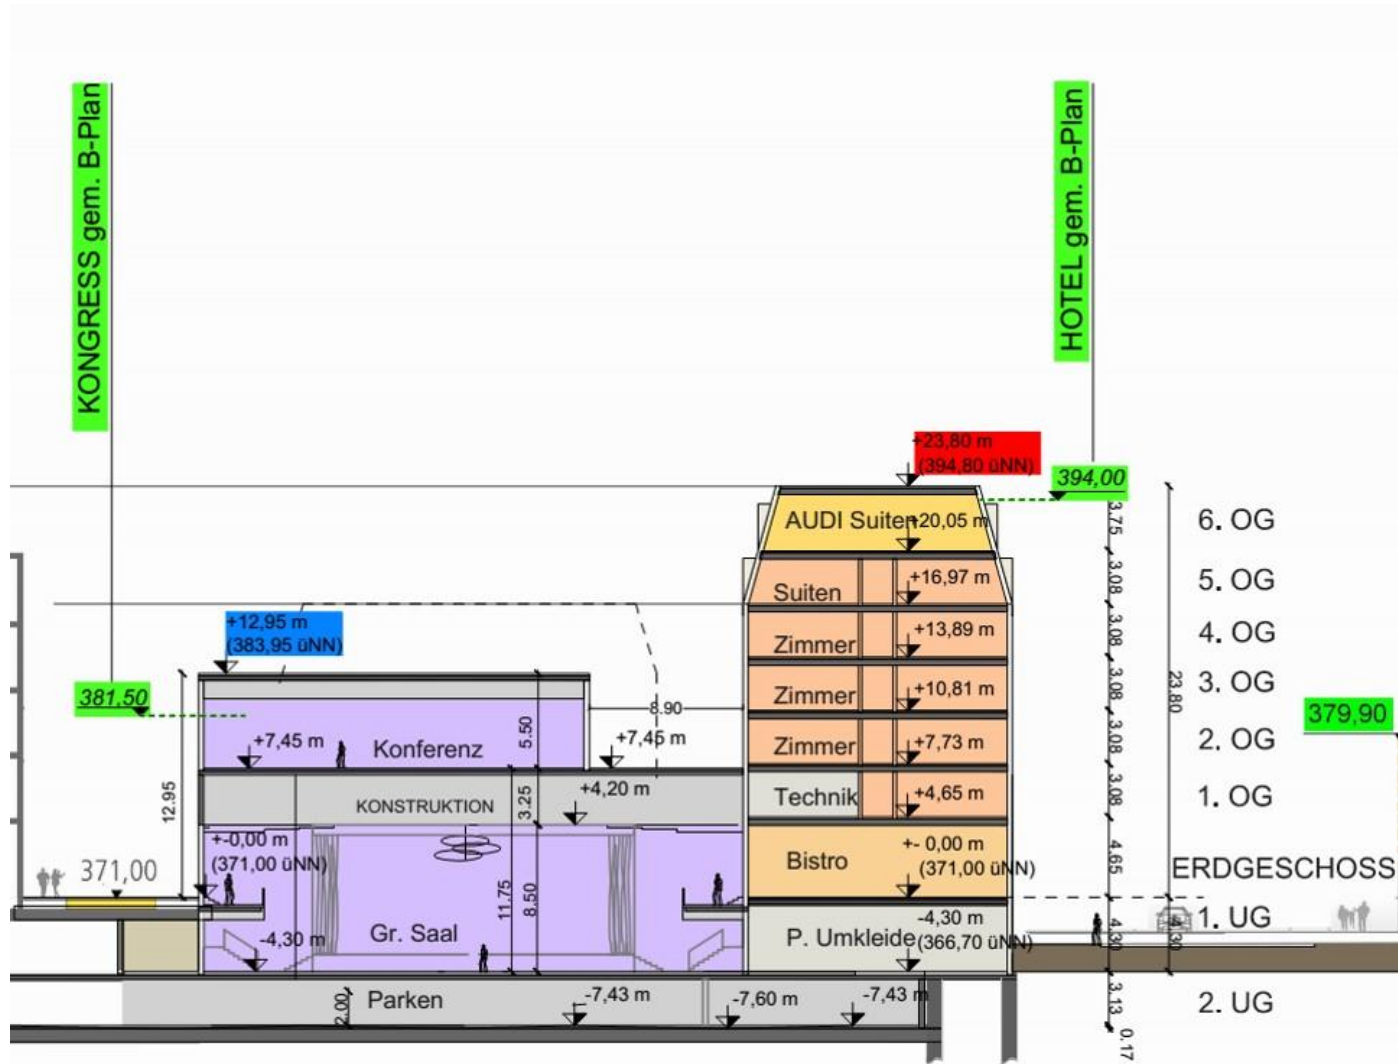 KONGRESS gem. B-Plan
HOTEL gem. B-Plan
+23,80 m
(394,80 üNN)
394,00
AUDI Suiten
+20,05 m
3.75
6. OG
Suiten
+16,97 m
3.08
5. OG
+12,95 m
(383,95 üNN)
Zimmer
+13,89 m
3.08
4. OG
381,50
Zimmer
+10,81 m
3.08
3. OG
23.80
8.90
379,90
+7,45 m
Konferenz
5.50
+7,45 m
Zimmer
+7,73 m
3.08
2. OG
12.95
KONSTRUKTION
3.25
+4,20 m
Technik
+4,65 m
3.08
1. OG
371,00
+-0,00 m
(371,00 üNN)
Bistro
+- 0,00 m
(371,00 üNN)
4.65
ERDGESCHOSS
11.75
8.50
-4,30 m
Gr. Saal
P. Umkleide
-4,30 m
(366,70 üNN)
4.30
4.30
1. UG
Parken
2.00
-7,43 m
-7,60 m
-7,43 m
3.13
2. UG
0.17